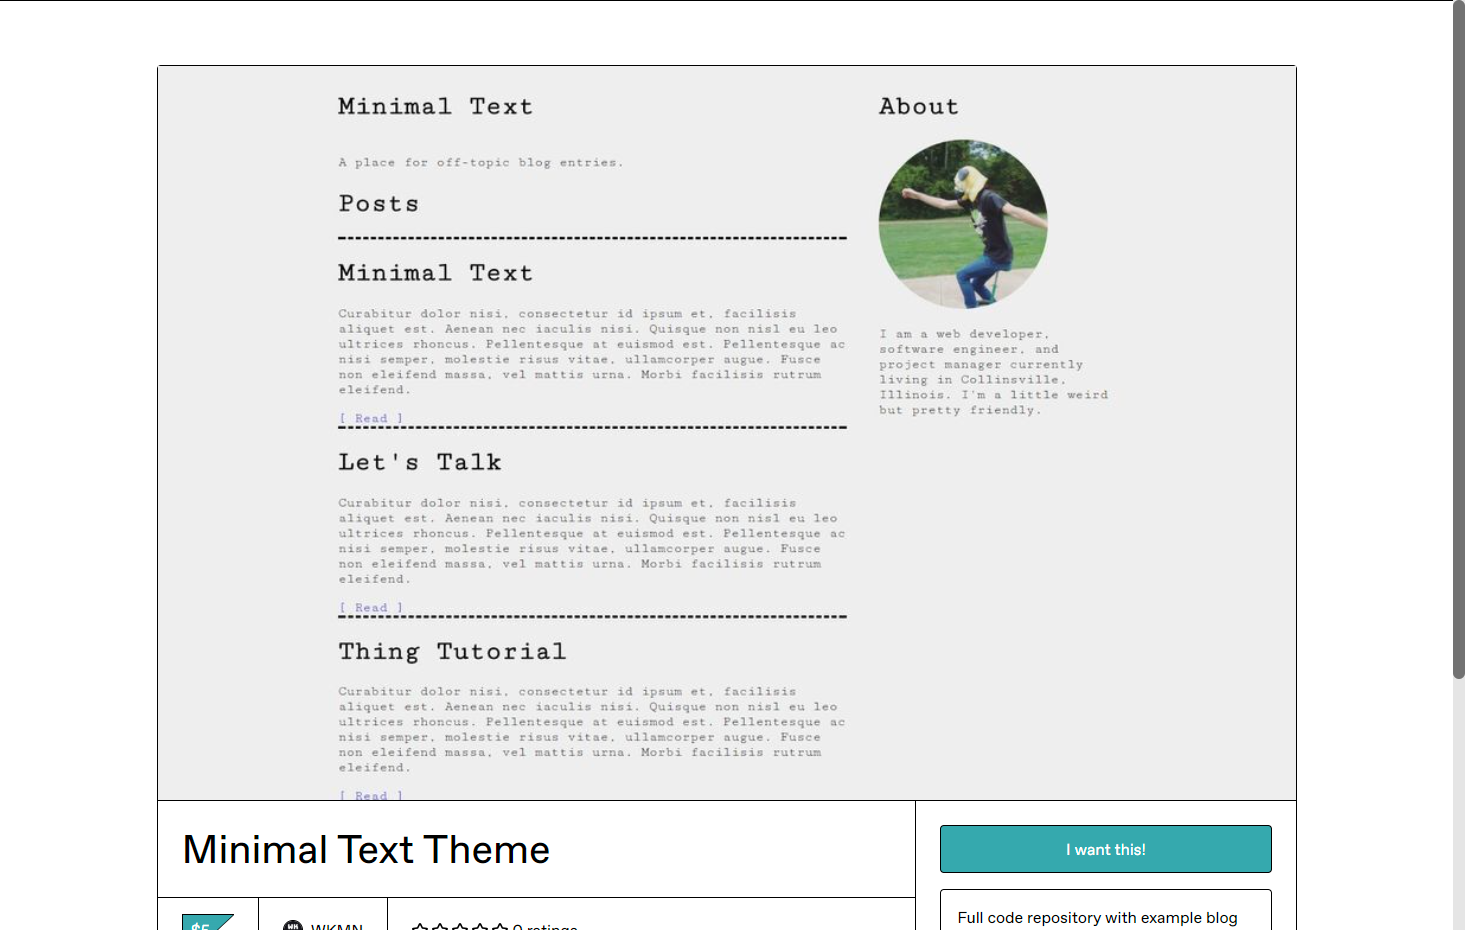 Minimal Text
A place for off-topic blog entries.
Posts
Minimal Text
Curabitur dolor nisi, consectetur id ipsum et, facilisis
aliquet est. Aenean nec iaculis nisi. Quisque non nisl eu leo
ultrices rhoncus. Pellentesque at euismod est. Pellentesque ac
nisi semper, molestie risus vitae, ullamcorper augue. Fusce
non eleifend massa, vel mattis urna. Morbi facilisis rutrum
eleifend.
[ Read ]
Let's Talk
Curabitur dolor nisi, consectetur id ipsum et, facilisis
aliquet est. Aenean nec iaculis nisi. Quisque non nisl eu leo
ultrices rhoncus. Pellentesque at euismod est. Pellentesque ac
nisi semper, molestie risus vitae, ullamcorper augue. Fusce
non eleifend massa, vel mattis urna. Morbi facilisis rutrum
eleifend.
[ Read ]
Thing Tutorial
Curabitur dolor nisi, consectetur id ipsum et, facilisis
aliquet est. Aenean nec iaculis nisi. Quisque non nisl eu leo
ultrices rhoncus. Pellentesque at euismod est. Pellentesque ac
nisi semper, molestie risus vitae, ullamcorper augue. Fusce
non eleifend massa, vel mattis urna. Morbi facilisis rutrum
eleifend.
[ Read ]
About
I am a web developer,
software engineer, and
project manager currently
living in Collinsville,
Illinois. I'm a little weird
but pretty friendly.
Minimal Text Theme
$5
WKMN
0 ratings
I want this!
Full code repository with example blog